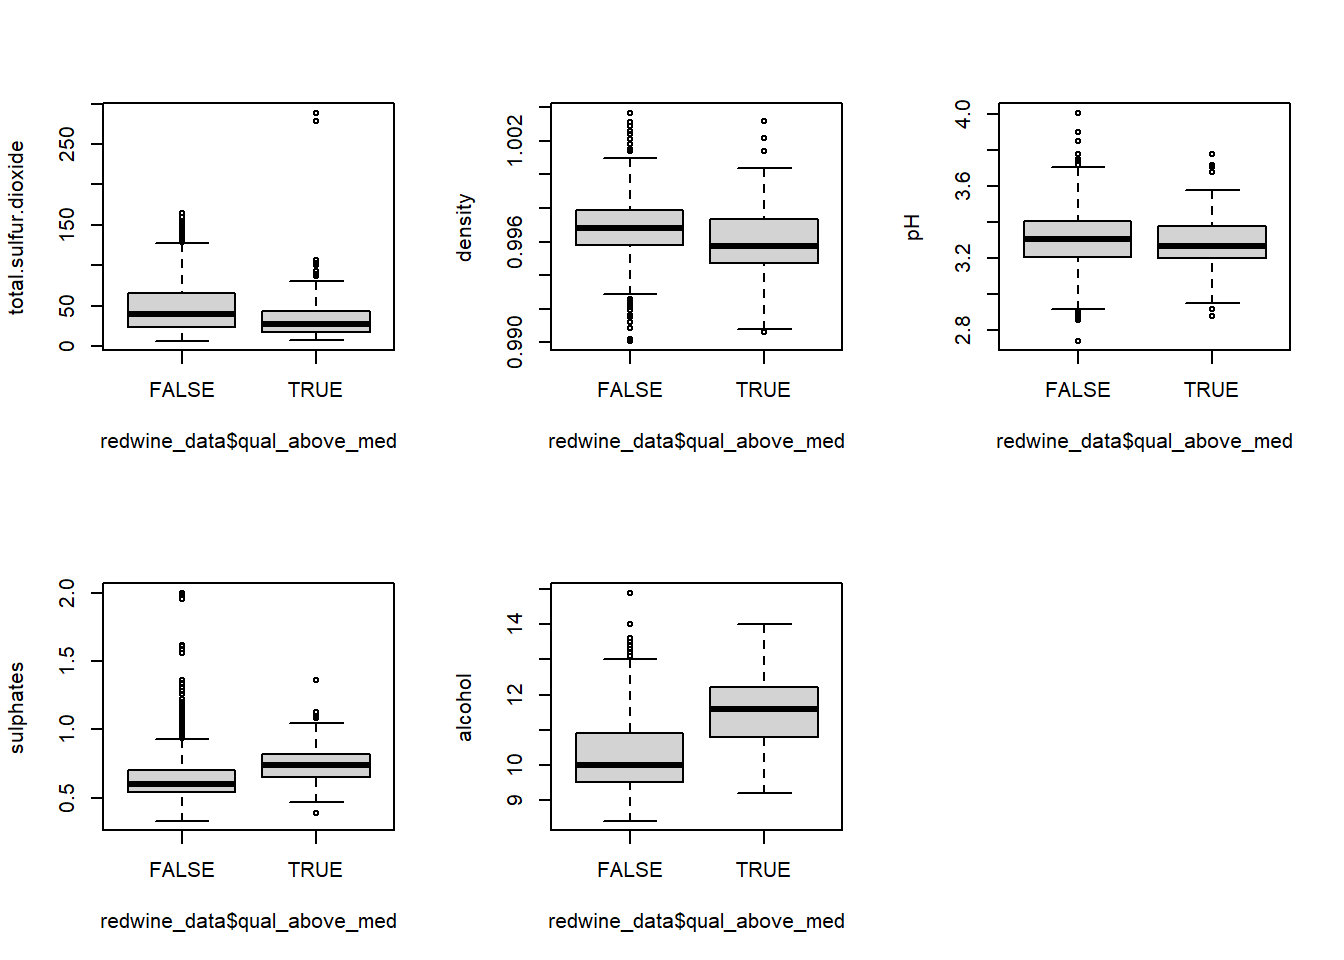 total.sulfur.dioxide
250
150
50
0
FALSE TRUE
redwine_data$qual_above_med
density
1.002
0.996
0.990
FALSE TRUE
redwine_data$qual_above_med
pH
4.0
3.6
3.2
2.8
FALSE TRUE
redwine_data$qual_above_med
sulphates
2.0
1.5
1.0
0.5
FALSE TRUE
redwine_data$qual_above_med
alcohol
14
12
10
9
FALSE TRUE
redwine_data$qual_above_med